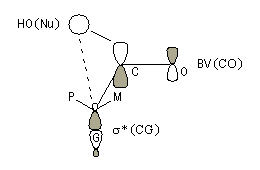 HO(Nu)
C O BV(CO)
P M
G σ*(CG)